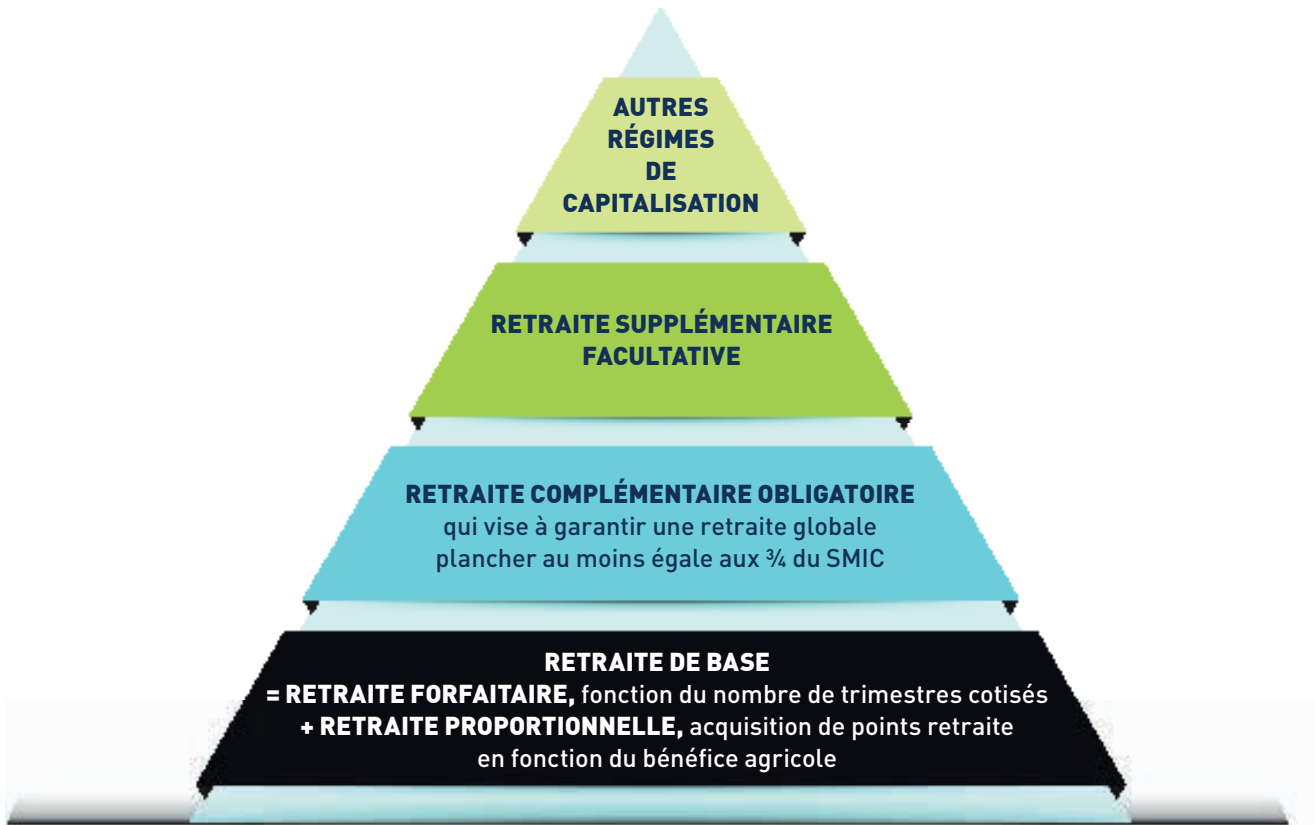 AUTRES
RÉGIMES
DE
CAPITALISATION
RETRAITE SUPPLÉMENTAIRE
FACULTATIVE
RETRAITE COMPLÉMENTAIRE OBLIGATOIRE
qui vise à garantir une retraite globale
plancher au moins égale aux ¾ du SMIC
RETRAITE DE BASE
= RETRAITE FORFAITAIRE, fonction du nombre de trimestres cotisés
+ RETRAITE PROPORTIONNELLE, acquisition de points retraite
en fonction du bénéfice agricole